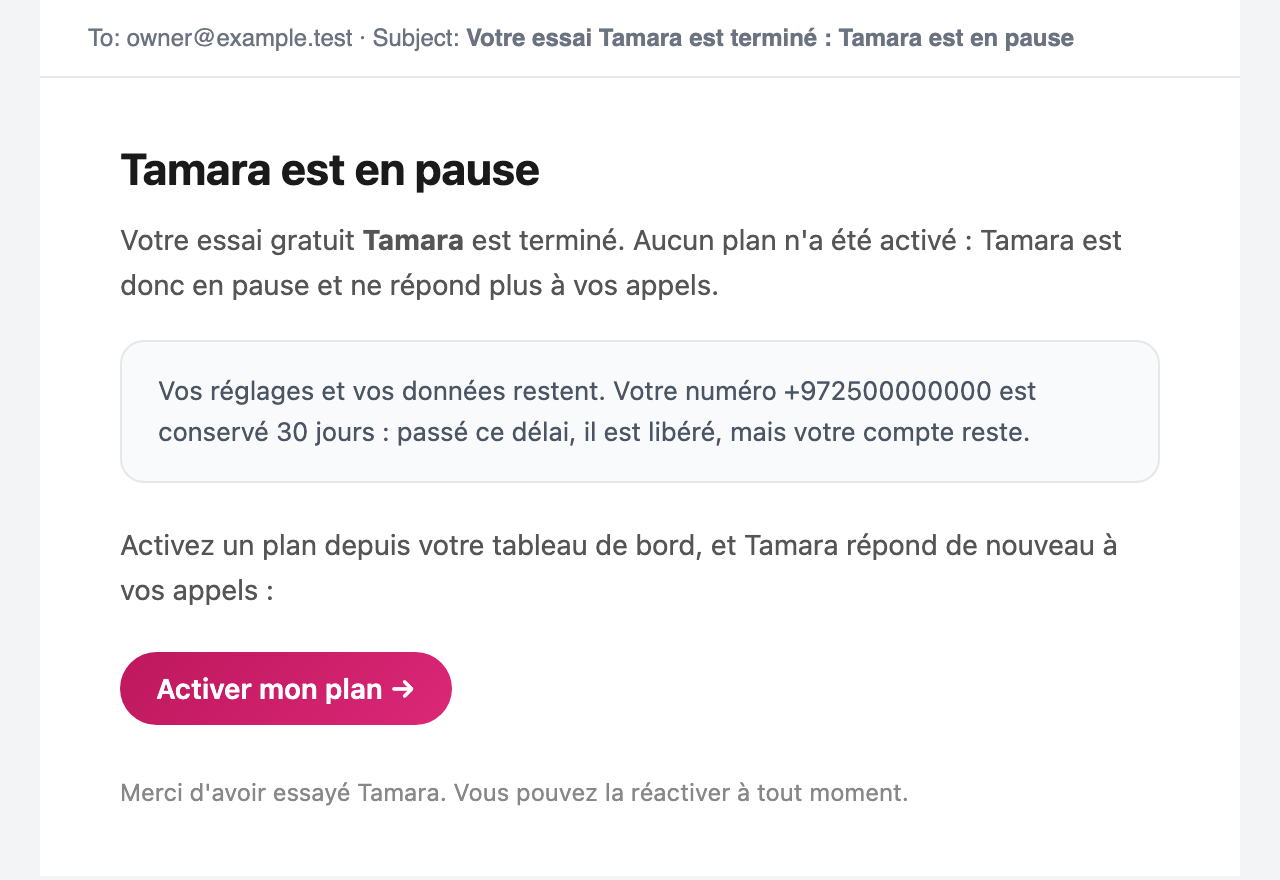 To: owner@example.test · Subject: Votre essai Tamara est terminé : Tamara est en pause
Tamara est en pause
Votre essai gratuit Tamara est terminé. Aucun plan n'a été activé : Tamara est
donc en pause et ne répond plus à vos appels.
Vos réglages et vos données restent. Votre numéro +972500000000 est
conservé 30 jours : passé ce délai, il est libéré, mais votre compte reste.
Activez un plan depuis votre tableau de bord, et Tamara répond de nouveau à
vos appels :
Activer mon plan →
Merci d'avoir essayé Tamara. Vous pouvez la réactiver à tout moment.